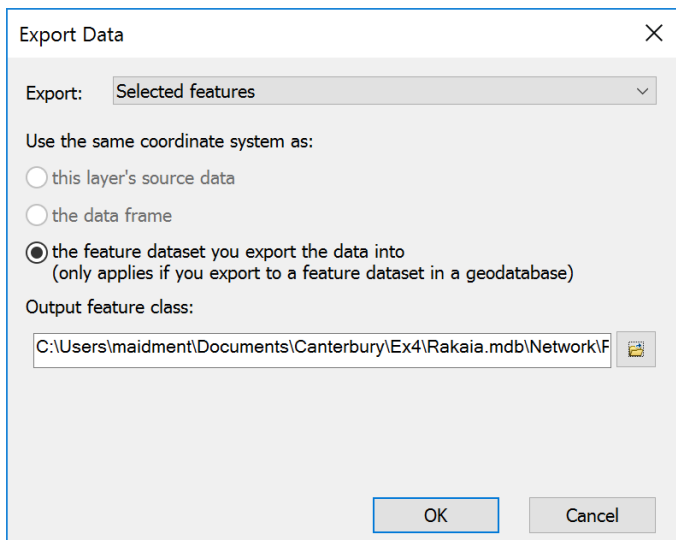 Export Data
Export: Selected features
Use the same coordinate system as:
this layer's source data
the data frame
the feature dataset you export the data into
(only applies if you export to a feature dataset in a geodatabase)
Output feature class:
C:\Users\maidment\Documents\Canterbury\Ex4\Rakaia.mdb\Network\F
OK Cancel